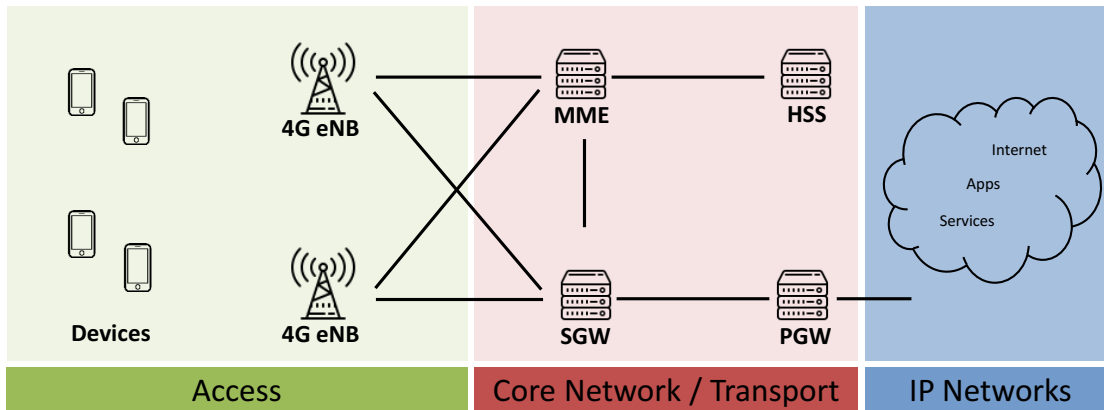 4G eNB
MME
HSS
Internet
Apps
Services
Devices
4G eNB
SGW
PGW
Access
Core Network / Transport
IP Networks